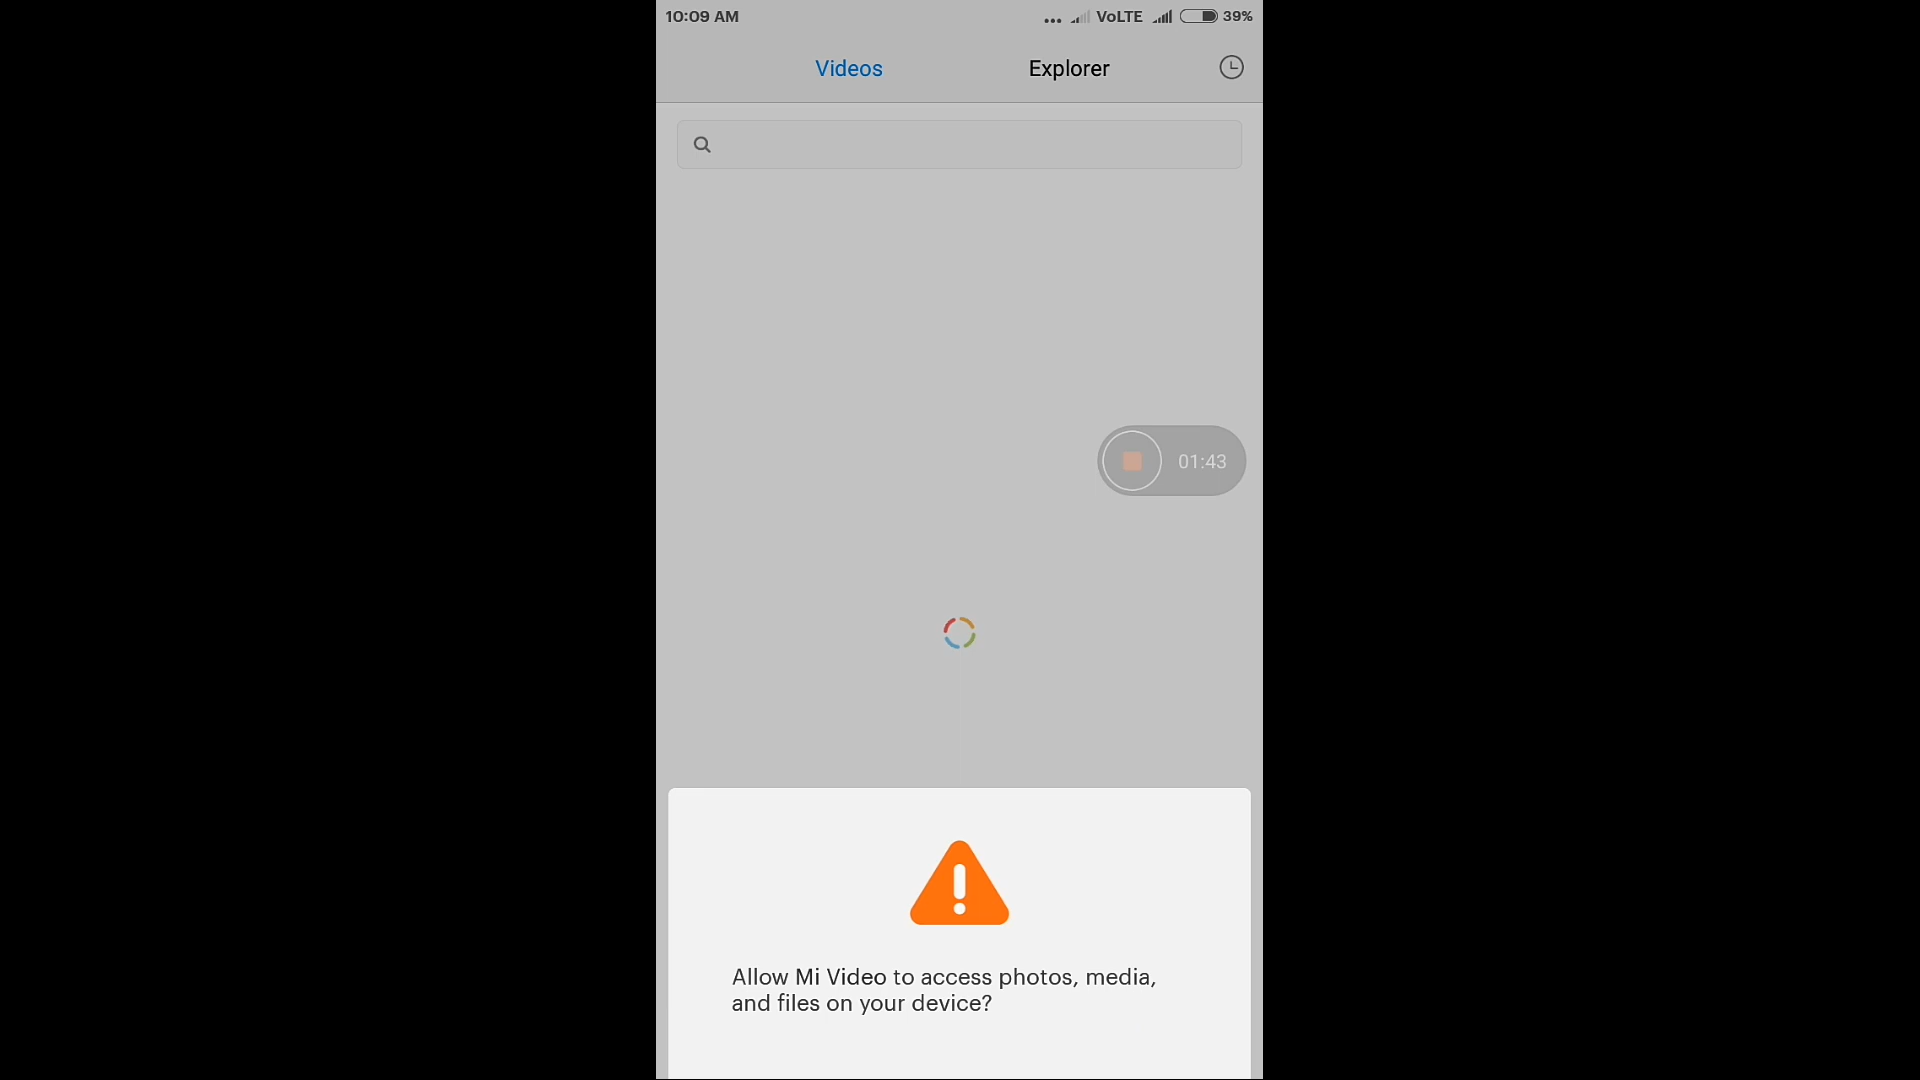 10:09 AM
VoLTE
39%
Videos
Explorer
01:43
Allow Mi Video to access photos, media,
and files on your device?